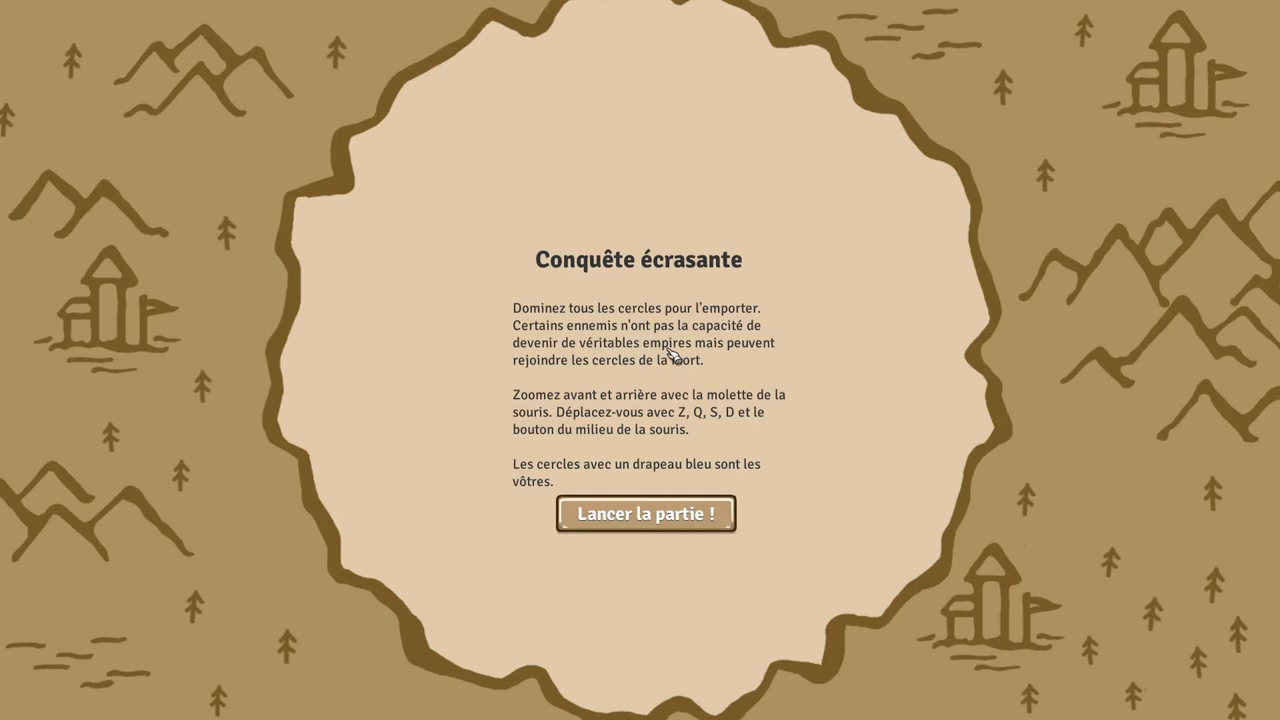 Conquête écrasante
Dominez tous les cercles pour l'emporter.
Certains ennemis n'ont pas la capacité de
devenir de véritables empires mais peuvent
rejoindre les cercles de la mort.
Zoomez avant et arrière avec la molette de la
souris. Déplacez-vous avec Z, Q, S, D et le
bouton du milieu de la souris.
Les cercles avec un drapeau bleu sont les
vôtres.
Lancer la partie !